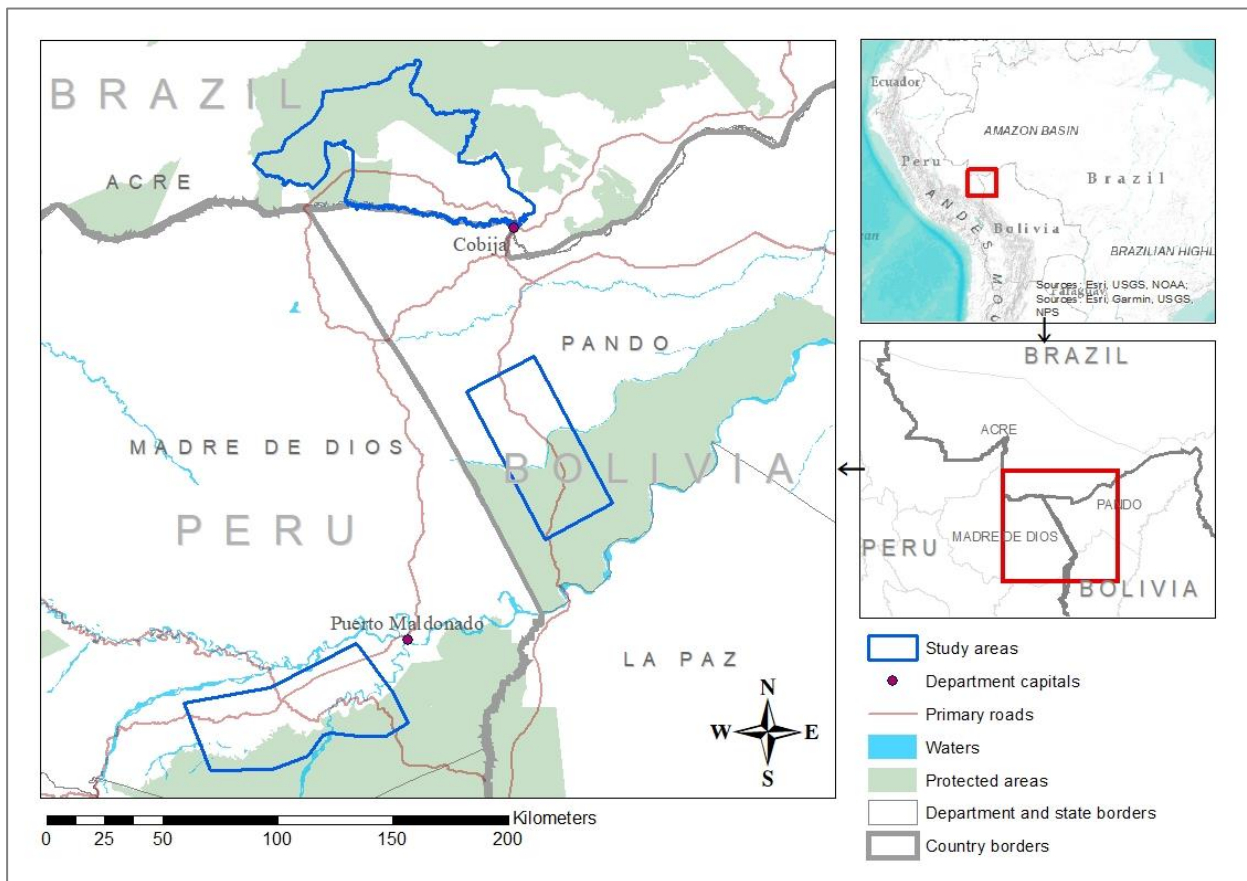 BRAZIL
ACRE
Cobija
PANDO
MADRE DE DIOS
BOLIVIA
PERU
Puerto Maldonado
LA PAZ
N
W E
S
Kilometers
0 25 50 100 150 200
Ecuador
AMAZON BASIN
Peru
Brazil
ANDES
Bolivia
BRAZILIAN HIGHL
Sources: Esri, USGS, NOAA;
Sources: Esri, Garmin, USGS,
NPS
BRAZIL
ACRE
PANDO
MADRE DE DIOS
PERU
BOLIVIA
Study areas
Department capitals
Primary roads
Waters
Protected areas
Department and state borders
Country borders